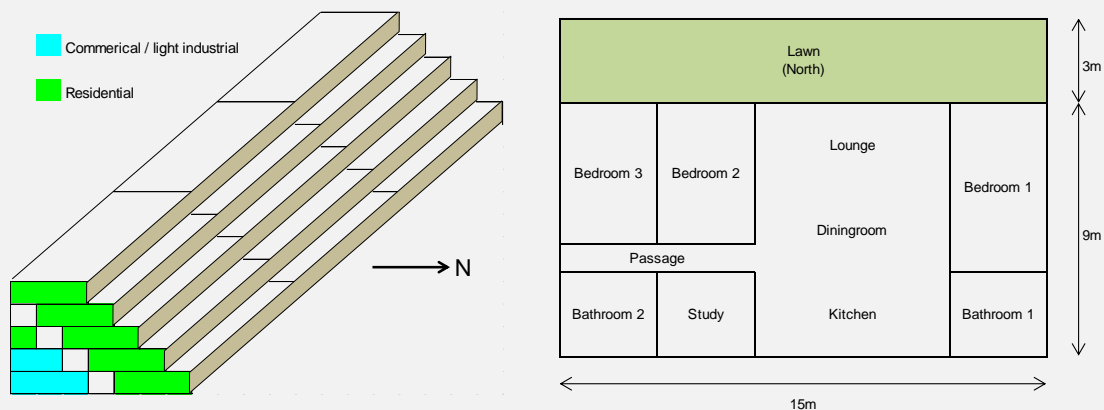 Commerical / light industrial
Residential
N
Lawn
(North)
3m
Lounge
Bedroom 3
Bedroom 2
Bedroom 1
Diningroom
9m
Passage
Bathroom 2
Study
Kitchen
Bathroom 1
15m